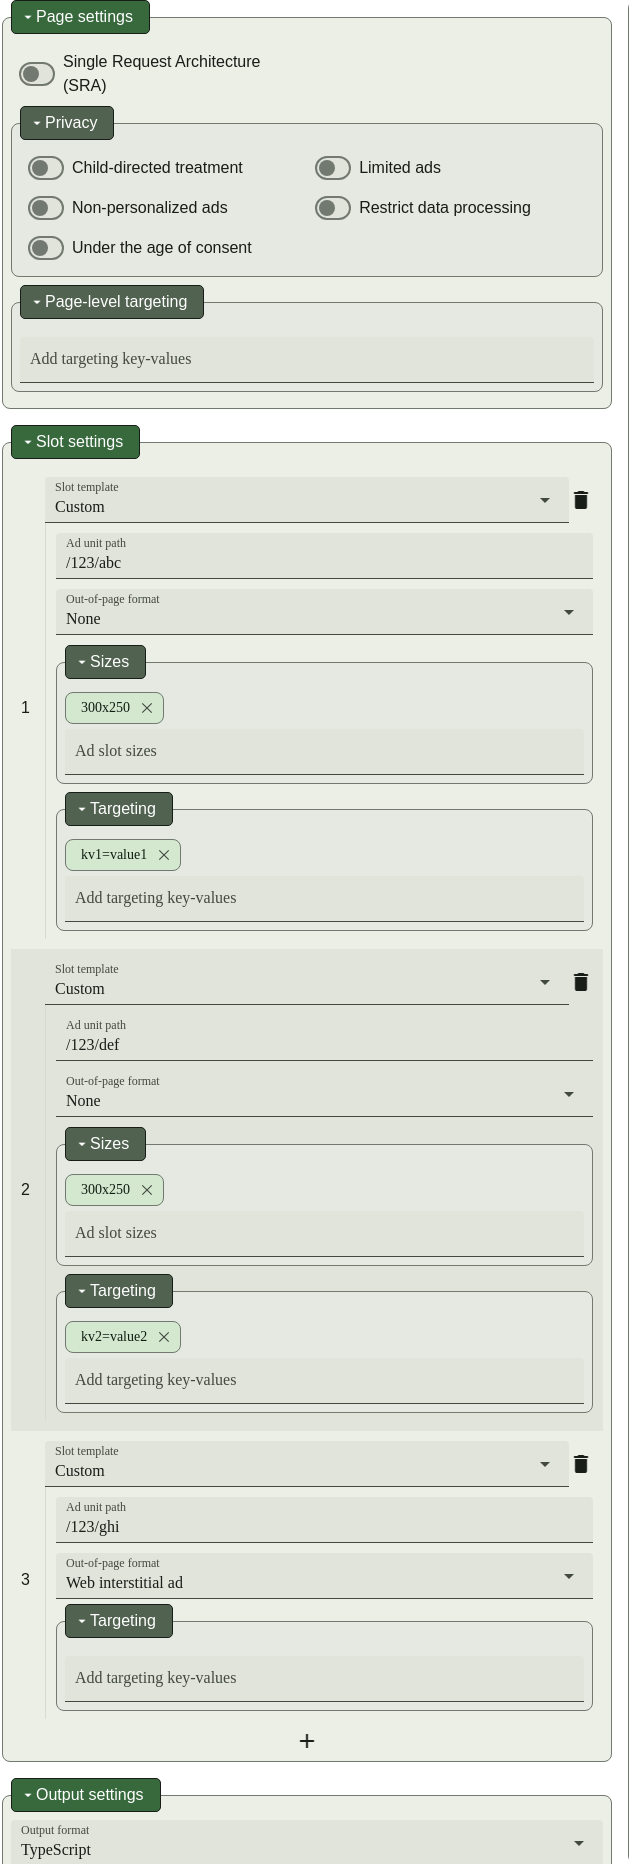 Page settings
Single Request Architecture
(SRA)
Privacy
Child-directed treatment
Limited ads
Non-personalized ads
Restrict data processing
Under the age of consent
Page-level targeting
Add targeting key-values
Slot settings
Slot template
Custom
Ad unit path
/123/abc
Out-of-page format
None
Sizes
1
300x250
Ad slot sizes
Targeting
kv1=value1
Add targeting key-values
Slot template
Custom
Ad unit path
/123/def
Out-of-page format
None
Sizes
2
300x250
Ad slot sizes
Targeting
kv2=value2
Add targeting key-values
Slot template
Custom
Ad unit path
/123/ghi
Out-of-page format
3
Web interstitial ad
Targeting
Add targeting key-values
+
Output settings
Output format
TypeScript